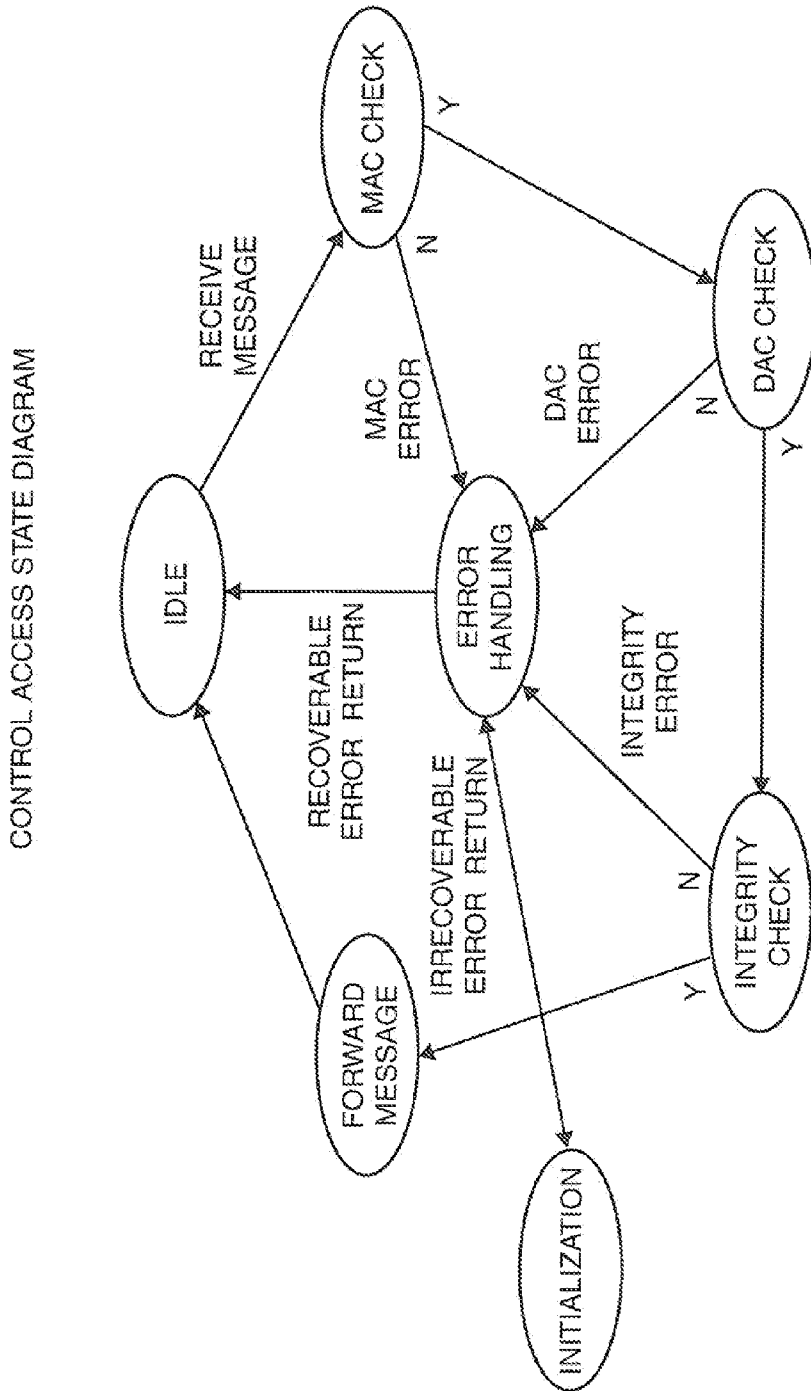 CONTROL ACCESS STATE DIAGRAM
IDLE
RECEIVE
MESSAGE
MAC CHECK
N
Y
MAC
ERROR
RECOVERABLE
ERROR RETURN
FORWARD
MESSAGE
ERROR
HANDLING
IRRECOVERABLE
ERROR RETURN
DAC
ERROR
INITIALIZATION
INTEGRITY
ERROR
Y
N
INTEGRITY
CHECK
N
Y
DAC CHECK